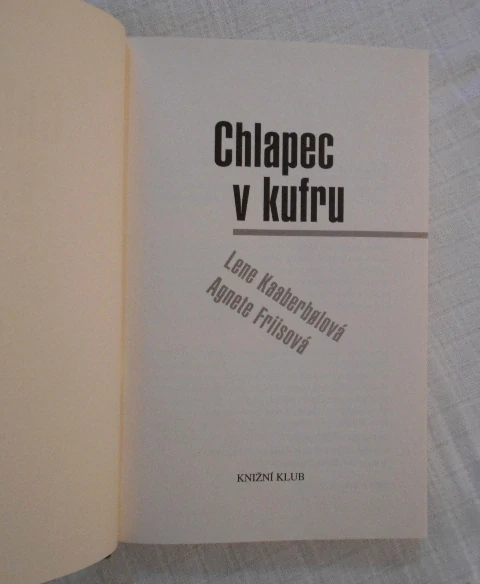 Chlapec
v kufru
Lene Kaaberbølová
Agnete Friisová
KNIŽNÍ KLUB